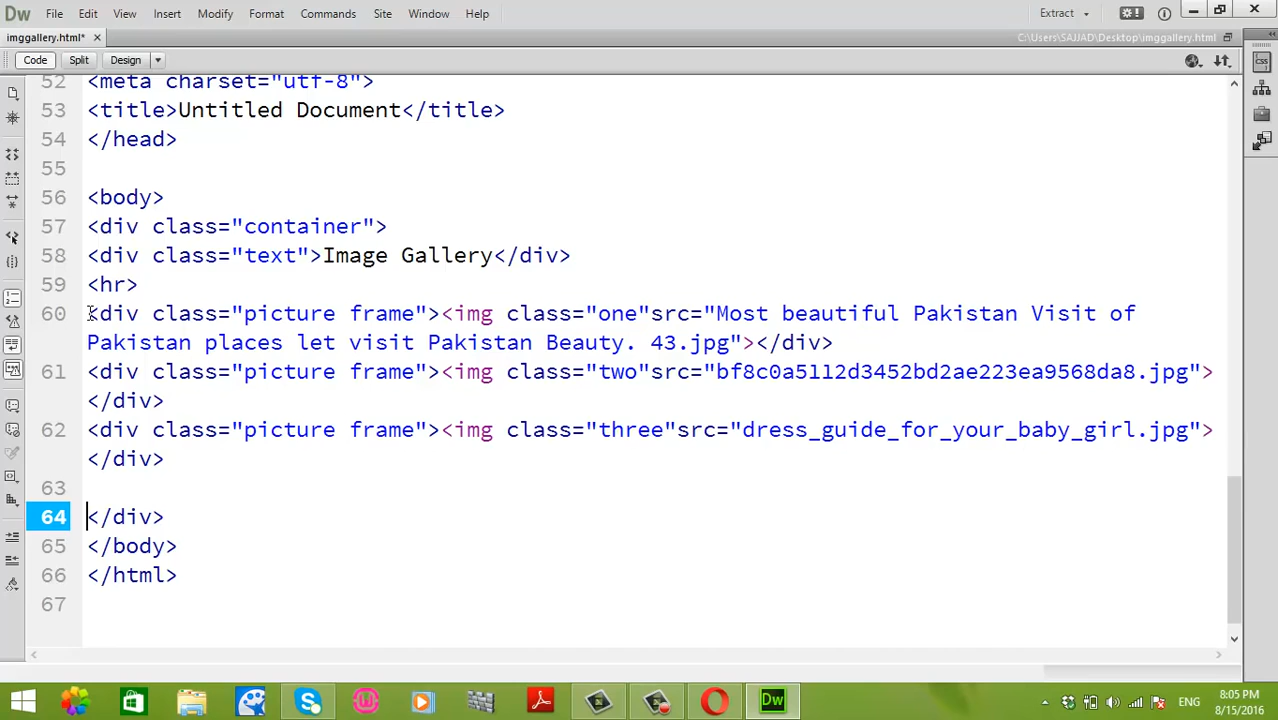 Dw File Edit View Insert Modify Format Commands Site Window Help Extract
imggallery.html* C:\Users\SAJJAD\Desktop\imggallery.html
Code Split Design
52 <meta charset="utf-8">
53 <title>Untitled Document</title>
54 </head>
55
56 <body>
57 <div class="container">
58 <div class="text">Image Gallery</div>
59 <hr>
60 <div class="picture frame"><img class="one"src="Most beautiful Pakistan Visit of
Pakistan places let visit Pakistan Beauty. 43.jpg"></div>
61 <div class="picture frame"><img class="two"src="bf8c0a5112d3452bd2ae223ea9568da8.jpg">
</div>
62 <div class="picture frame"><img class="three"src="dress_guide_for_your_baby_girl.jpg">
</div>
63
64 </div>
65 </body>
66 </html>
67
Dw ENG 8:05 PM
8/15/2016